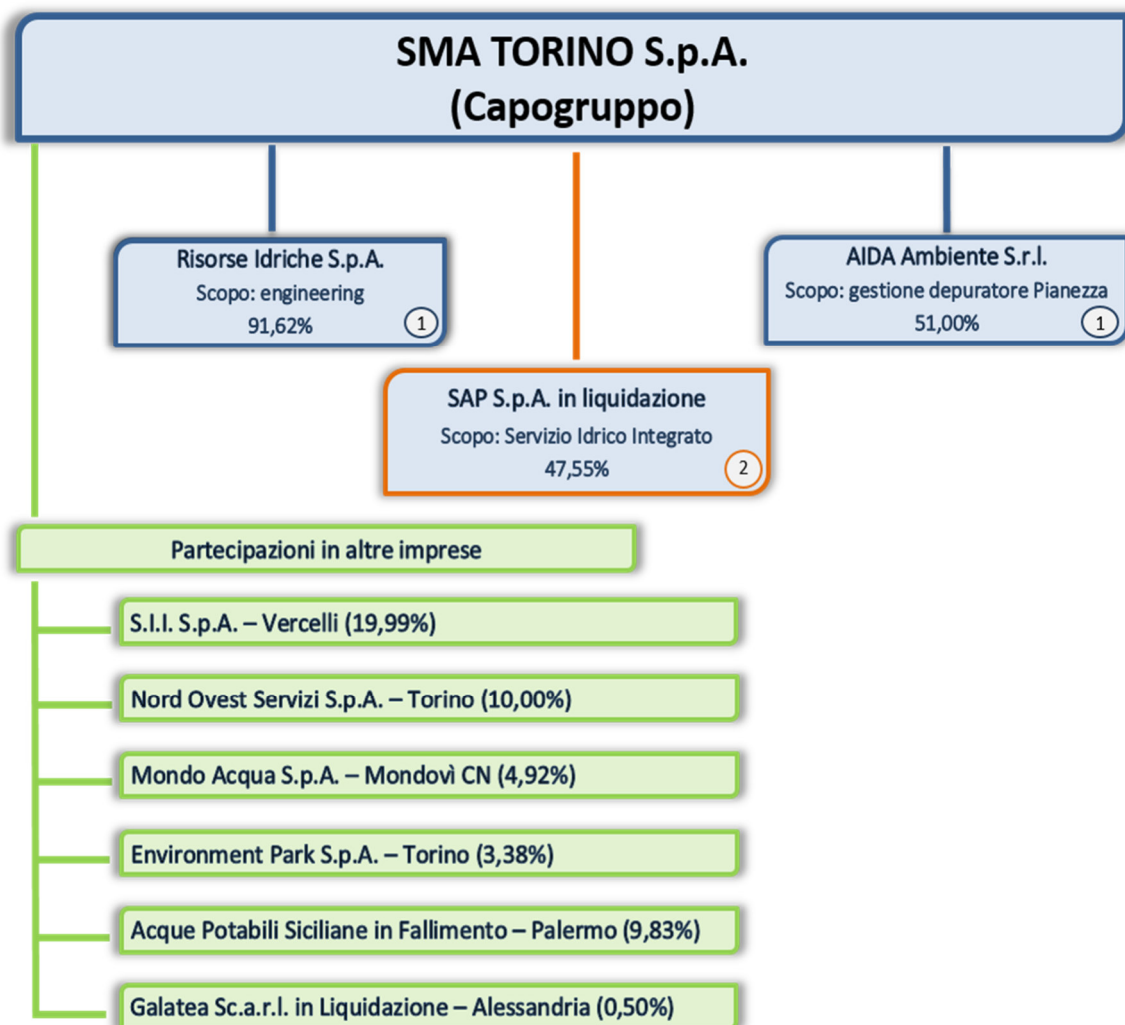 SMA TORINO S.p.A.
(Capogruppo)
Risorse Idriche S.p.A.
Scopo: engineering
91,62%
1
AIDA Ambiente S.r.l.
Scopo: gestione depuratore Pianezza
51,00%
1
SAP S.p.A. in liquidazione
Scopo: Servizio Idrico Integrato
47,55%
2
Partecipazioni in altre imprese
S.I.I. S.p.A. – Vercelli (19,99%)
Nord Ovest Servizi S.p.A. – Torino (10,00%)
Mondo Acqua S.p.A. – Mondovì CN (4,92%)
Environment Park S.p.A. – Torino (3,38%)
Acque Potabili Siciliane in Fallimento – Palermo (9,83%)
Galatea Sc.a.r.l. in Liquidazione – Alessandria (0,50%)